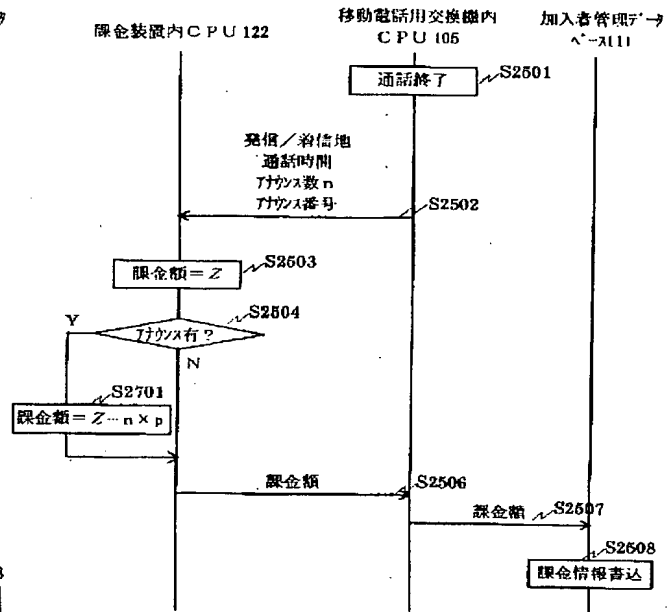 課金装置内CPU 122
移動電話用交換機内
CPU 105
加入者管理データ
ベース111
通話終了
S2501
発信/着信地
通話時間
アナウンス数n
アナウンス番号
S2502
課金額=Z
S2503
アナウンス有?
S2504
Y
N
S2701
課金額=Z-n×p
課金額
S2506
課金額
S2507
S2508
課金情報書込